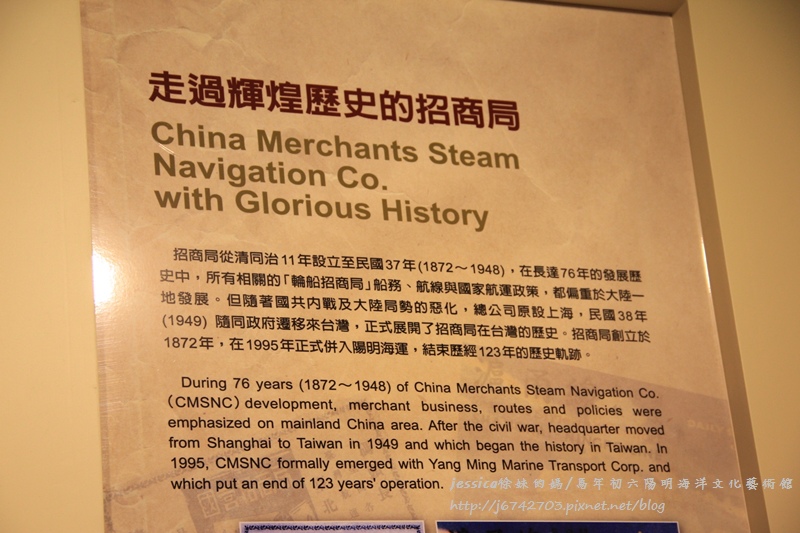 走過輝煌歷史的招商局
China Merchants Steam
Navigation Co.
with Glorious History
招商局從清同治11年設立至民國37年(1872～1948)，在長達76年的發展歷
史中，所有相關的「輪船招商局」船務、航線與國家航運政策，都偏重於大陸一
地發展。但隨著國共內戰及大陸局勢的惡化，總公司原設上海，民國38年
(1949) 隨同政府遷移來台灣，正式展開了招商局在台灣的歷史。招商局創立於
1872年，在1995年正式併入陽明海運，結束歷經123年的歷史軌跡。
During 76 years (1872～1948) of China Merchants Steam Navigation Co.
(CMSNC) development, merchant business, routes and policies were
emphasized on mainland China area. After the civil war, headquarter moved
from Shanghai to Taiwan in 1949 and which began the history in Taiwan. In
1995, CMSNC formally emerged with Yang Ming Marine Transport Corp. and
which put an end of 123 years' operation.
Jessica條妹的媽/馬年初六陽明海洋文化藝術館
http://j6742703.pixnet.net/blog